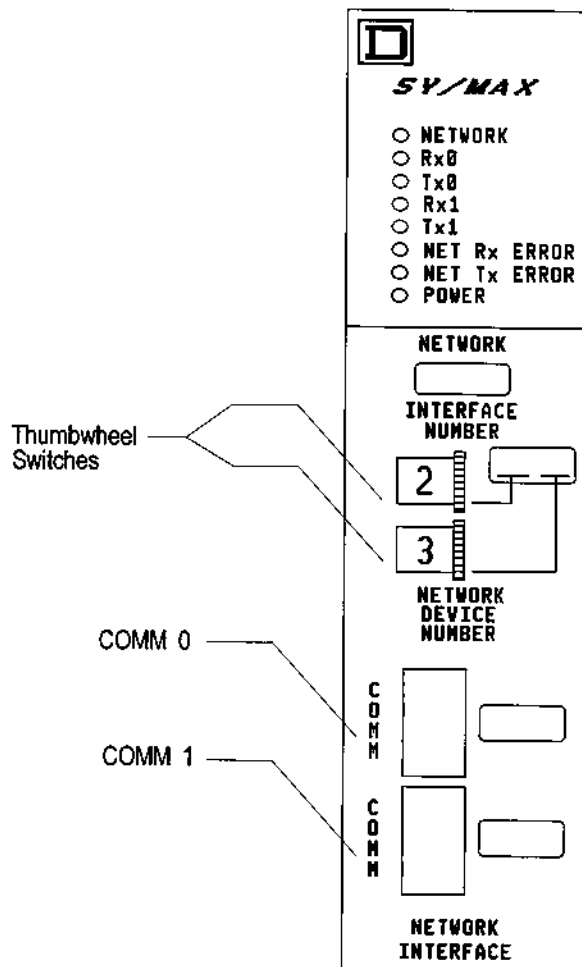 D
SY/MAX
NETWORK
Rx0
Tx0
Rx1
Tx1
NET Rx ERROR
NET Tx ERROR
POWER
NETWORK
INTERFACE
NUMBER
Thumbwheel
Switches
2
3
NETWORK
DEVICE
NUMBER
COMM 0
COMM
COMM 1
COMM
NETWORK
INTERFACE